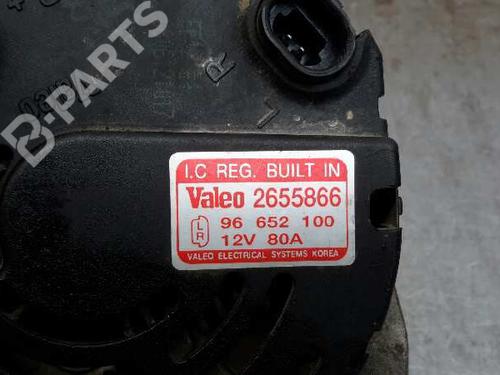 I.C REG. BUILT IN
Valeo 2655866
L R 96 652 100
12V 80A
VALEO ELECTRICAL SYSTEMS KOREA
R
L
B-PARTS